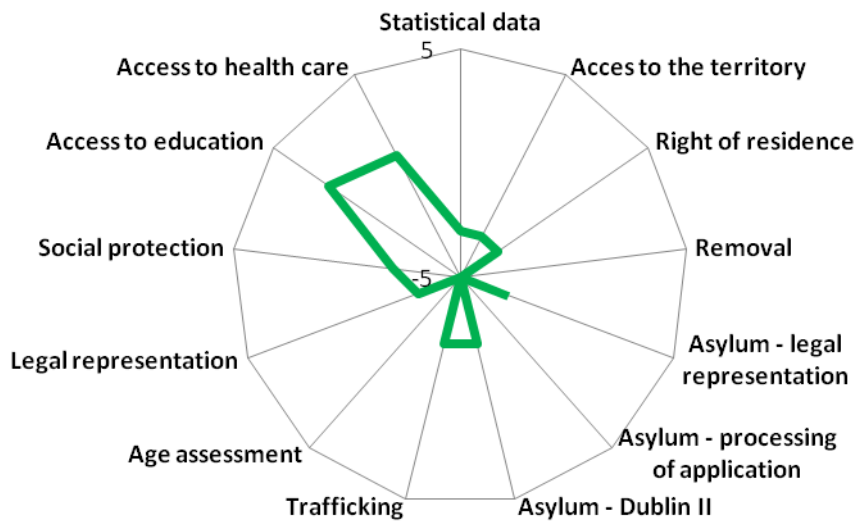 Statistical data
5
Access to health care
Acces to the territory
Access to education
Right of residence
Social protection
Removal
-5
Legal representation
Asylum - legal
representation
Age assessment
Asylum - processing
of application
Trafficking
Asylum - Dublin II